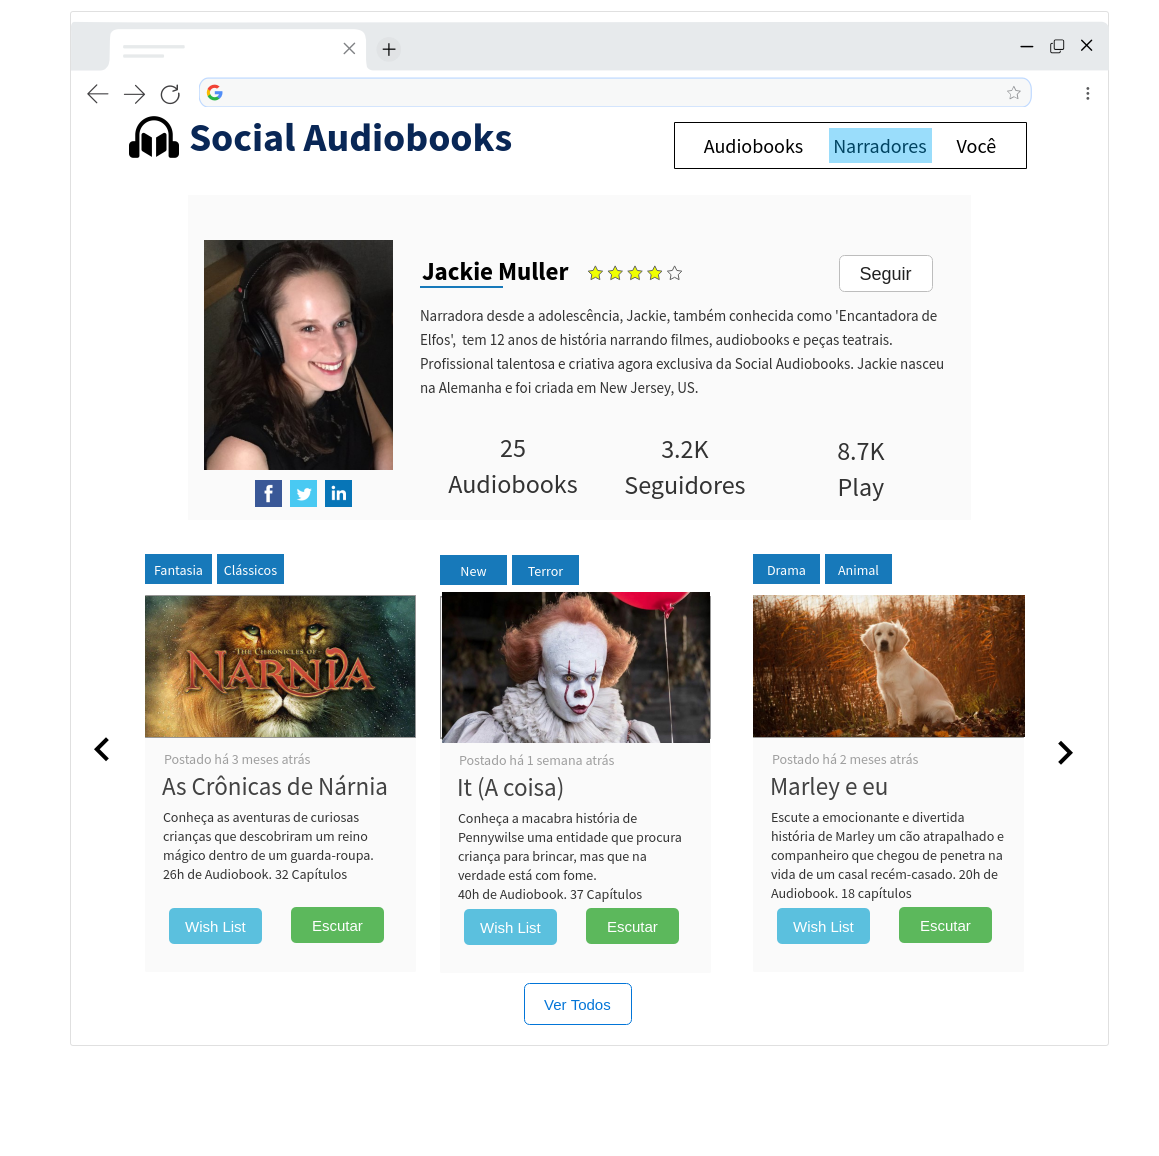 Social Audiobooks
Audiobooks Narradores Você
Jackie Muller
Seguir
Narradora desde a adolescência, Jackie, também conhecida como 'Encantadora de
Elfos', tem 12 anos de história narrando filmes, audiobooks e peças teatrais.
Profissional talentosa e criativa agora exclusiva da Social Audiobooks. Jackie nasceu
na Alemanha e foi criada em New Jersey, US.
25
Audiobooks
3.2K
Seguidores
8.7K
Play
f
in
Fantasia
Clássicos
THE CHRONICLES OF
NARNIA
Postado há 3 meses atrás
As Crônicas de Nárnia
Conheça as aventuras de curiosas
crianças que descobriram um reino
mágico dentro de um guarda-roupa.
26h de Audiobook. 32 Capítulos
Wish List
Escutar
New
Terror
Postado há 1 semana atrás
It (A coisa)
Conheça a macabra história de
Pennywilse uma entidade que procura
criança para brincar, mas que na
verdade está com fome.
40h de Audiobook. 37 Capítulos
Wish List
Escutar
Drama
Animal
Postado há 2 meses atrás
Marley e eu
Escute a emocionante e divertida
história de Marley um cão atrapalhado e
companheiro que chegou de penetra na
vida de um casal recém-casado. 20h de
Audiobook. 18 capítulos
Wish List
Escutar
Ver Todos